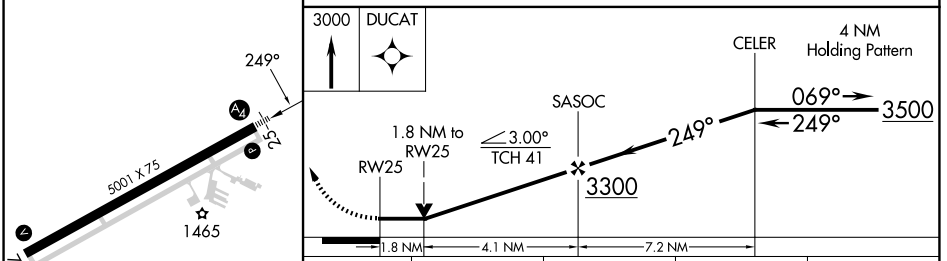 249°
A4
25
P
5001 X 75
V
1465
3000
DUCAT
4 NM
Holding Pattern
CELER
069°
249°
3500
SASOC
249°
1.8 NM to
RW25
3.00°
TCH 41
RW25
3300
1.8 NM
4.1 NM
7.2 NM